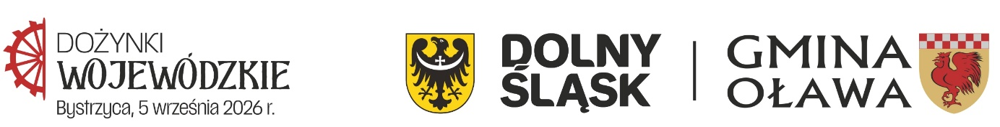 DOŻYNKI
WOJEWÓDZKIE
Bystrzyca, 5 września 2026 r.
DOLNY
ŚLĄSK
GMINA
OŁAWA